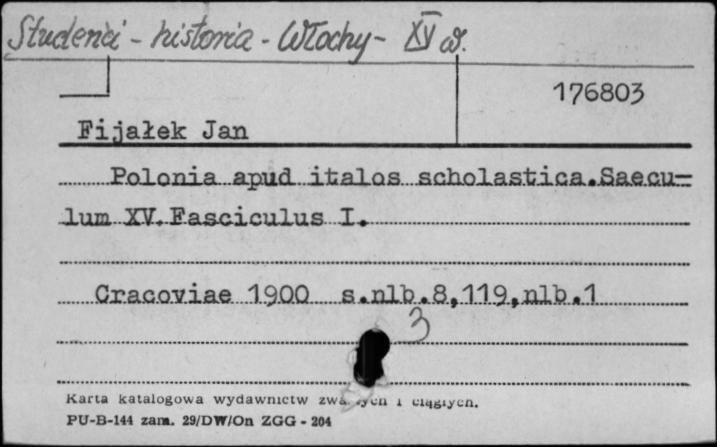 Studenci - historia - Włochy - XV w.
176803
Fijałek Jan
Polonia apud italos scholastica.Saecu=
lum XV.Fasciculus I.
Cracoviae 1900 s.nlb.8,119,nlb.1
3
Karta katalogowa wydawnictw i ciągłych.
PU-B-144 zam. 29/DW/On ZGG - 204